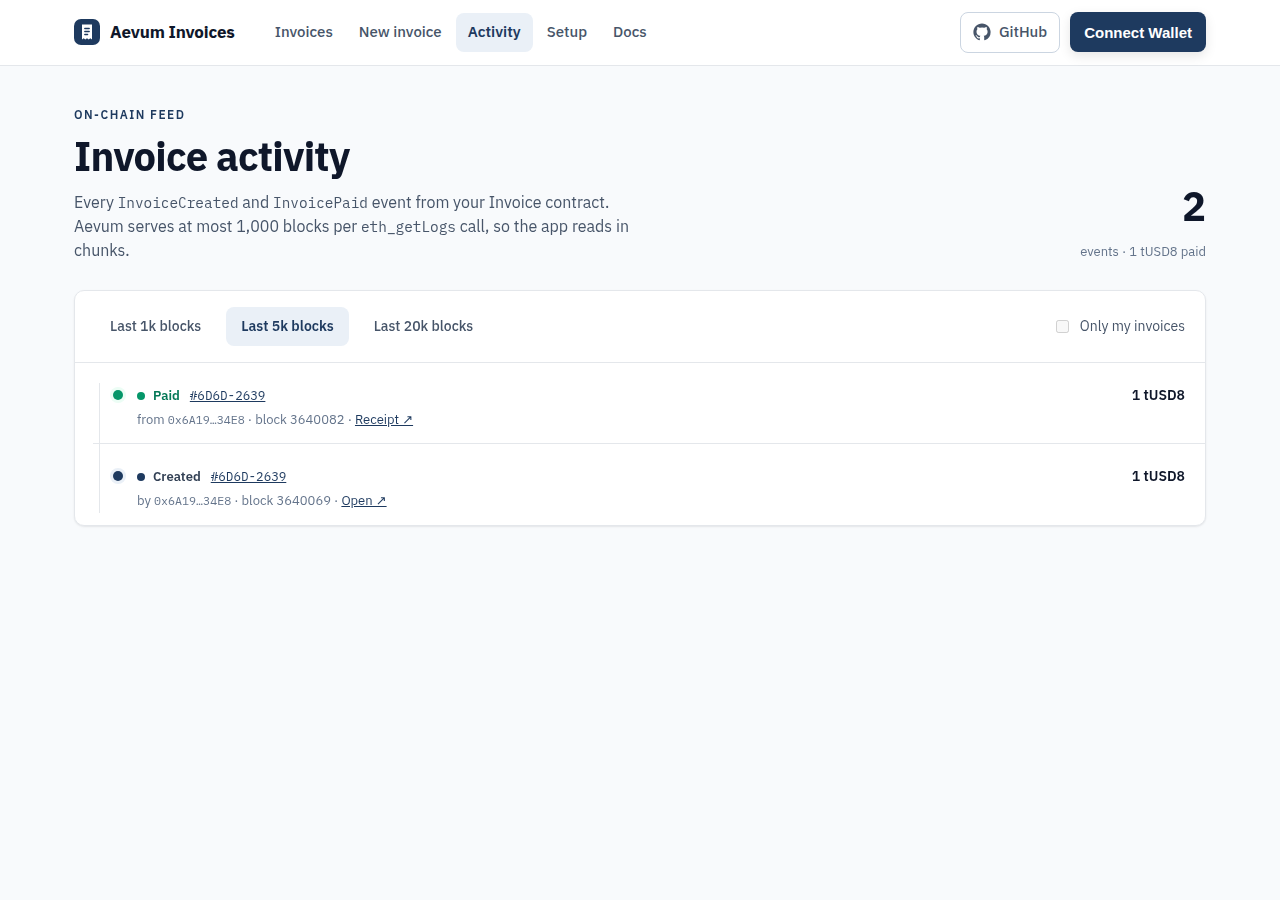 Aevum Invoices
Invoices
New invoice
Activity
Setup
Docs
GitHub
Connect Wallet
ON-CHAIN FEED
Invoice activity
Every InvoiceCreated and InvoicePaid event from your Invoice contract.
Aevum serves at most 1,000 blocks per eth_getLogs call, so the app reads in
chunks.
2
events · 1 tUSD8 paid
Last 1k blocks
Last 5k blocks
Last 20k blocks
Only my invoices
Paid #6D6D-2639
1 tUSD8
from 0x6A19…34E8 · block 3640082 · Receipt ↗
Created #6D6D-2639
1 tUSD8
by 0x6A19…34E8 · block 3640069 · Open ↗